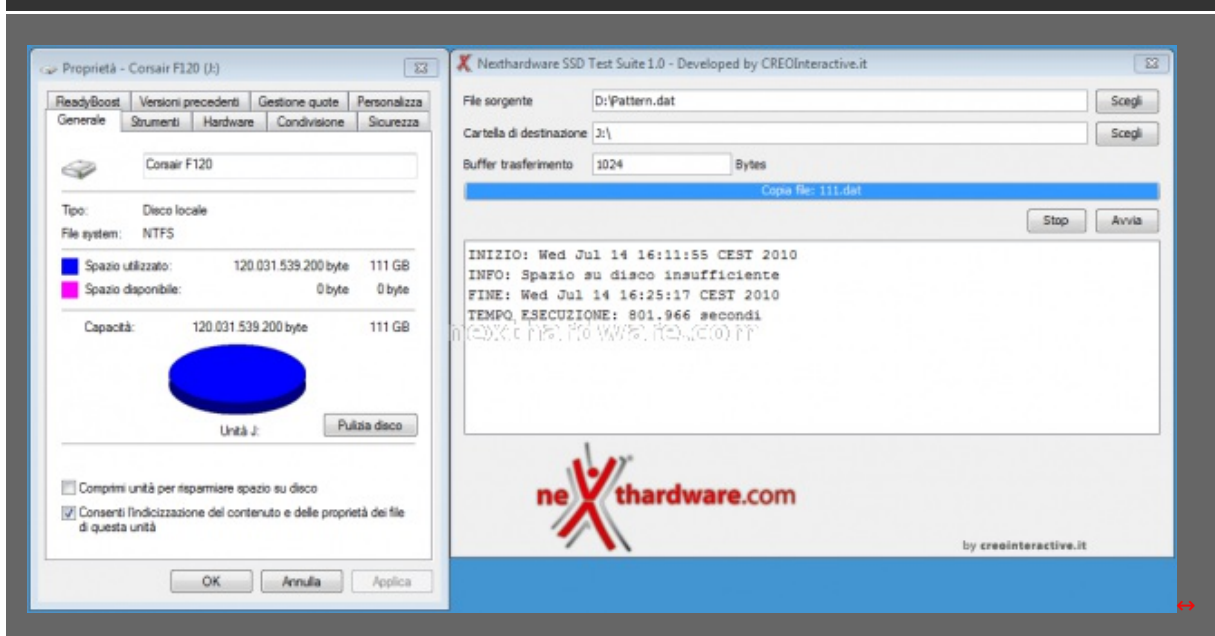 Proprietà - Corsair F120 (J:)
ReadyBoost Versioni precedenti Gestione quote Personalizza
Generale Strumenti Hardware Condivisione Sicurezza
Corsair F120
Tipo: Disco locale
File system: NTFS
Spazio utilizzato: 120.031.539.200 byte 111 GB
Spazio disponibile: 0 byte 0 byte
Capacità: 120.031.539.200 byte 111 GB
Unità J:
Pulizia disco
Comprimi unità per risparmiare spazio su disco
Consenti l'indicizzazione del contenuto e delle proprietà dei file
di questa unità
OK Annulla Applica
Nexthardware SSD Test Suite 1.0 - Developed by CREOInteractive.it
File sorgente D:\Pattern.dat Scegli
Cartella di destinazione J:\ Scegli
Buffer trasferimento 1024 Bytes
Copia file: 111.dat
Stop Avvia
INIZIO: Wed Jul 14 16:11:55 CEST 2010
INFO: Spazio su disco insufficiente
FINE: Wed Jul 14 16:25:17 CEST 2010
TEMPO ESECUZIONE: 801.966 secondi
nexthardware.com
nexthardware.com
by creointeractive.it